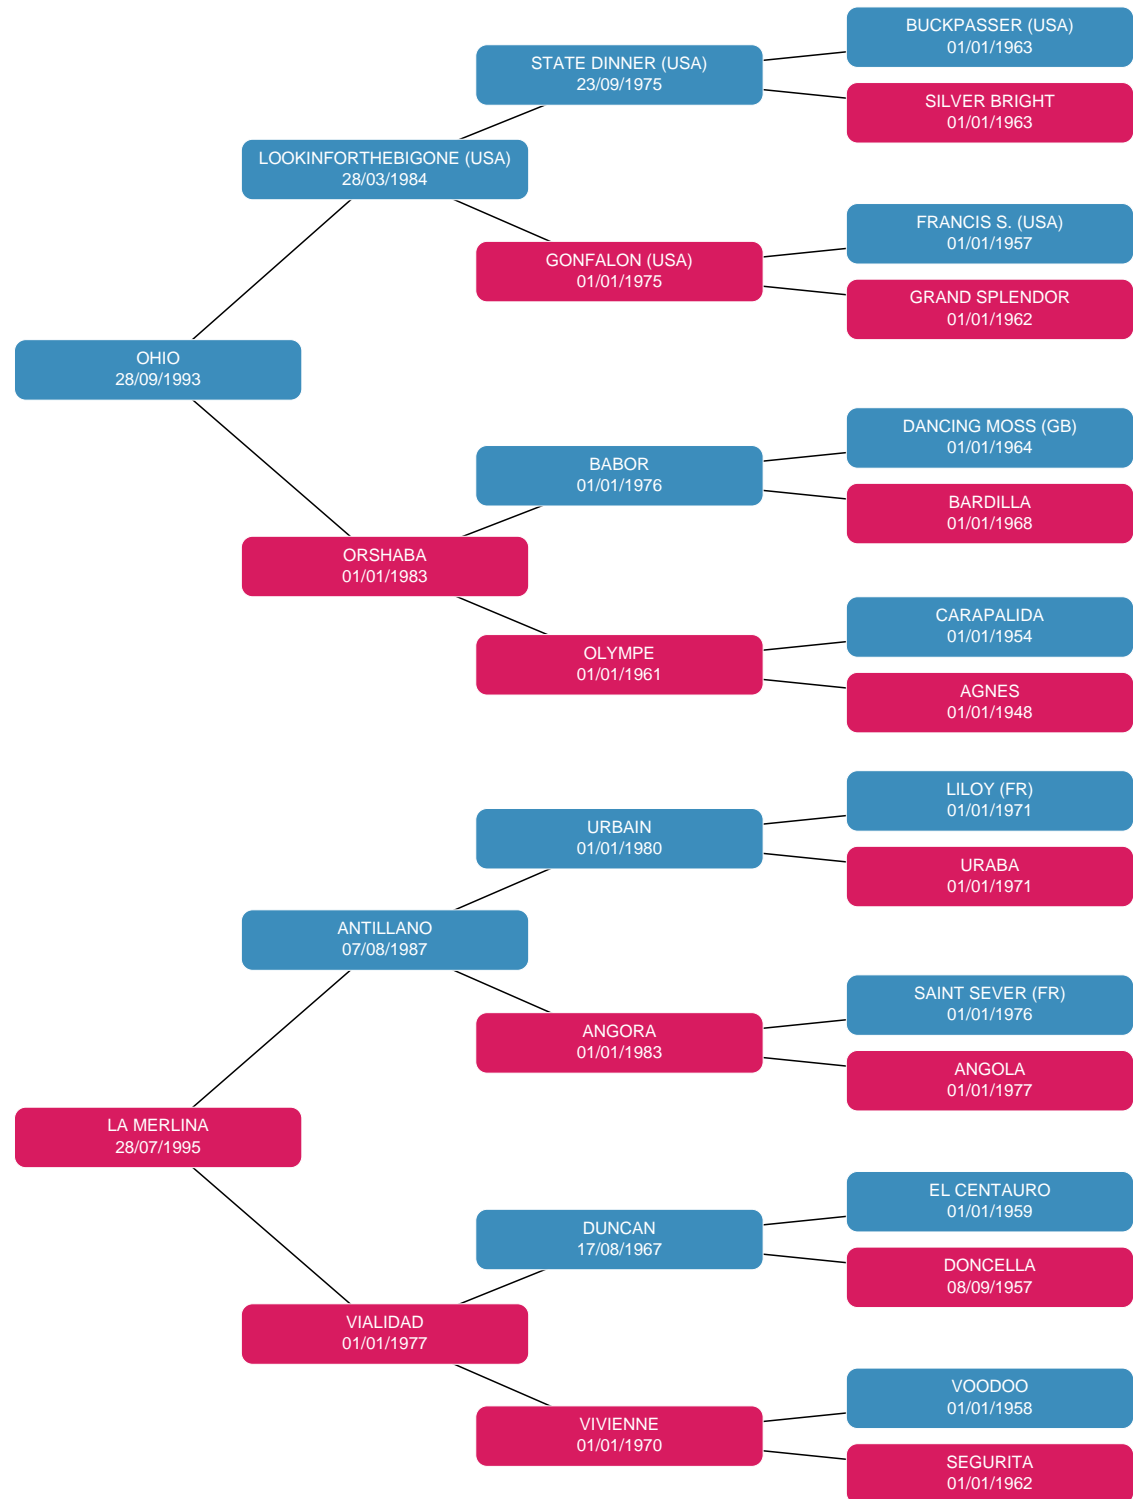 BUCKPASSER (USA)
01/01/1963
STATE DINNER (USA)
23/09/1975
SILVER BRIGHT
01/01/1963
LOOKINFORTHEBIGONE (USA)
28/03/1984
FRANCIS S. (USA)
01/01/1957
GONFALON (USA)
01/01/1975
GRAND SPLENDOR
01/01/1962
OHIO
28/09/1993
DANCING MOSS (GB)
01/01/1964
BABOR
01/01/1976
BARDILLA
01/01/1968
ORSHABA
01/01/1983
CARAPALIDA
01/01/1954
OLYMPE
01/01/1961
AGNES
01/01/1948
LILOY (FR)
01/01/1971
URBAIN
01/01/1980
URABA
01/01/1971
ANTILLANO
07/08/1987
SAINT SEVER (FR)
01/01/1976
ANGORA
01/01/1983
ANGOLA
01/01/1977
LA MERLINA
28/07/1995
EL CENTAURO
01/01/1959
DUNCAN
17/08/1967
DONCELLA
08/09/1957
VIALIDAD
01/01/1977
VOODOO
01/01/1958
VIVIENNE
01/01/1970
SEGURITA
01/01/1962